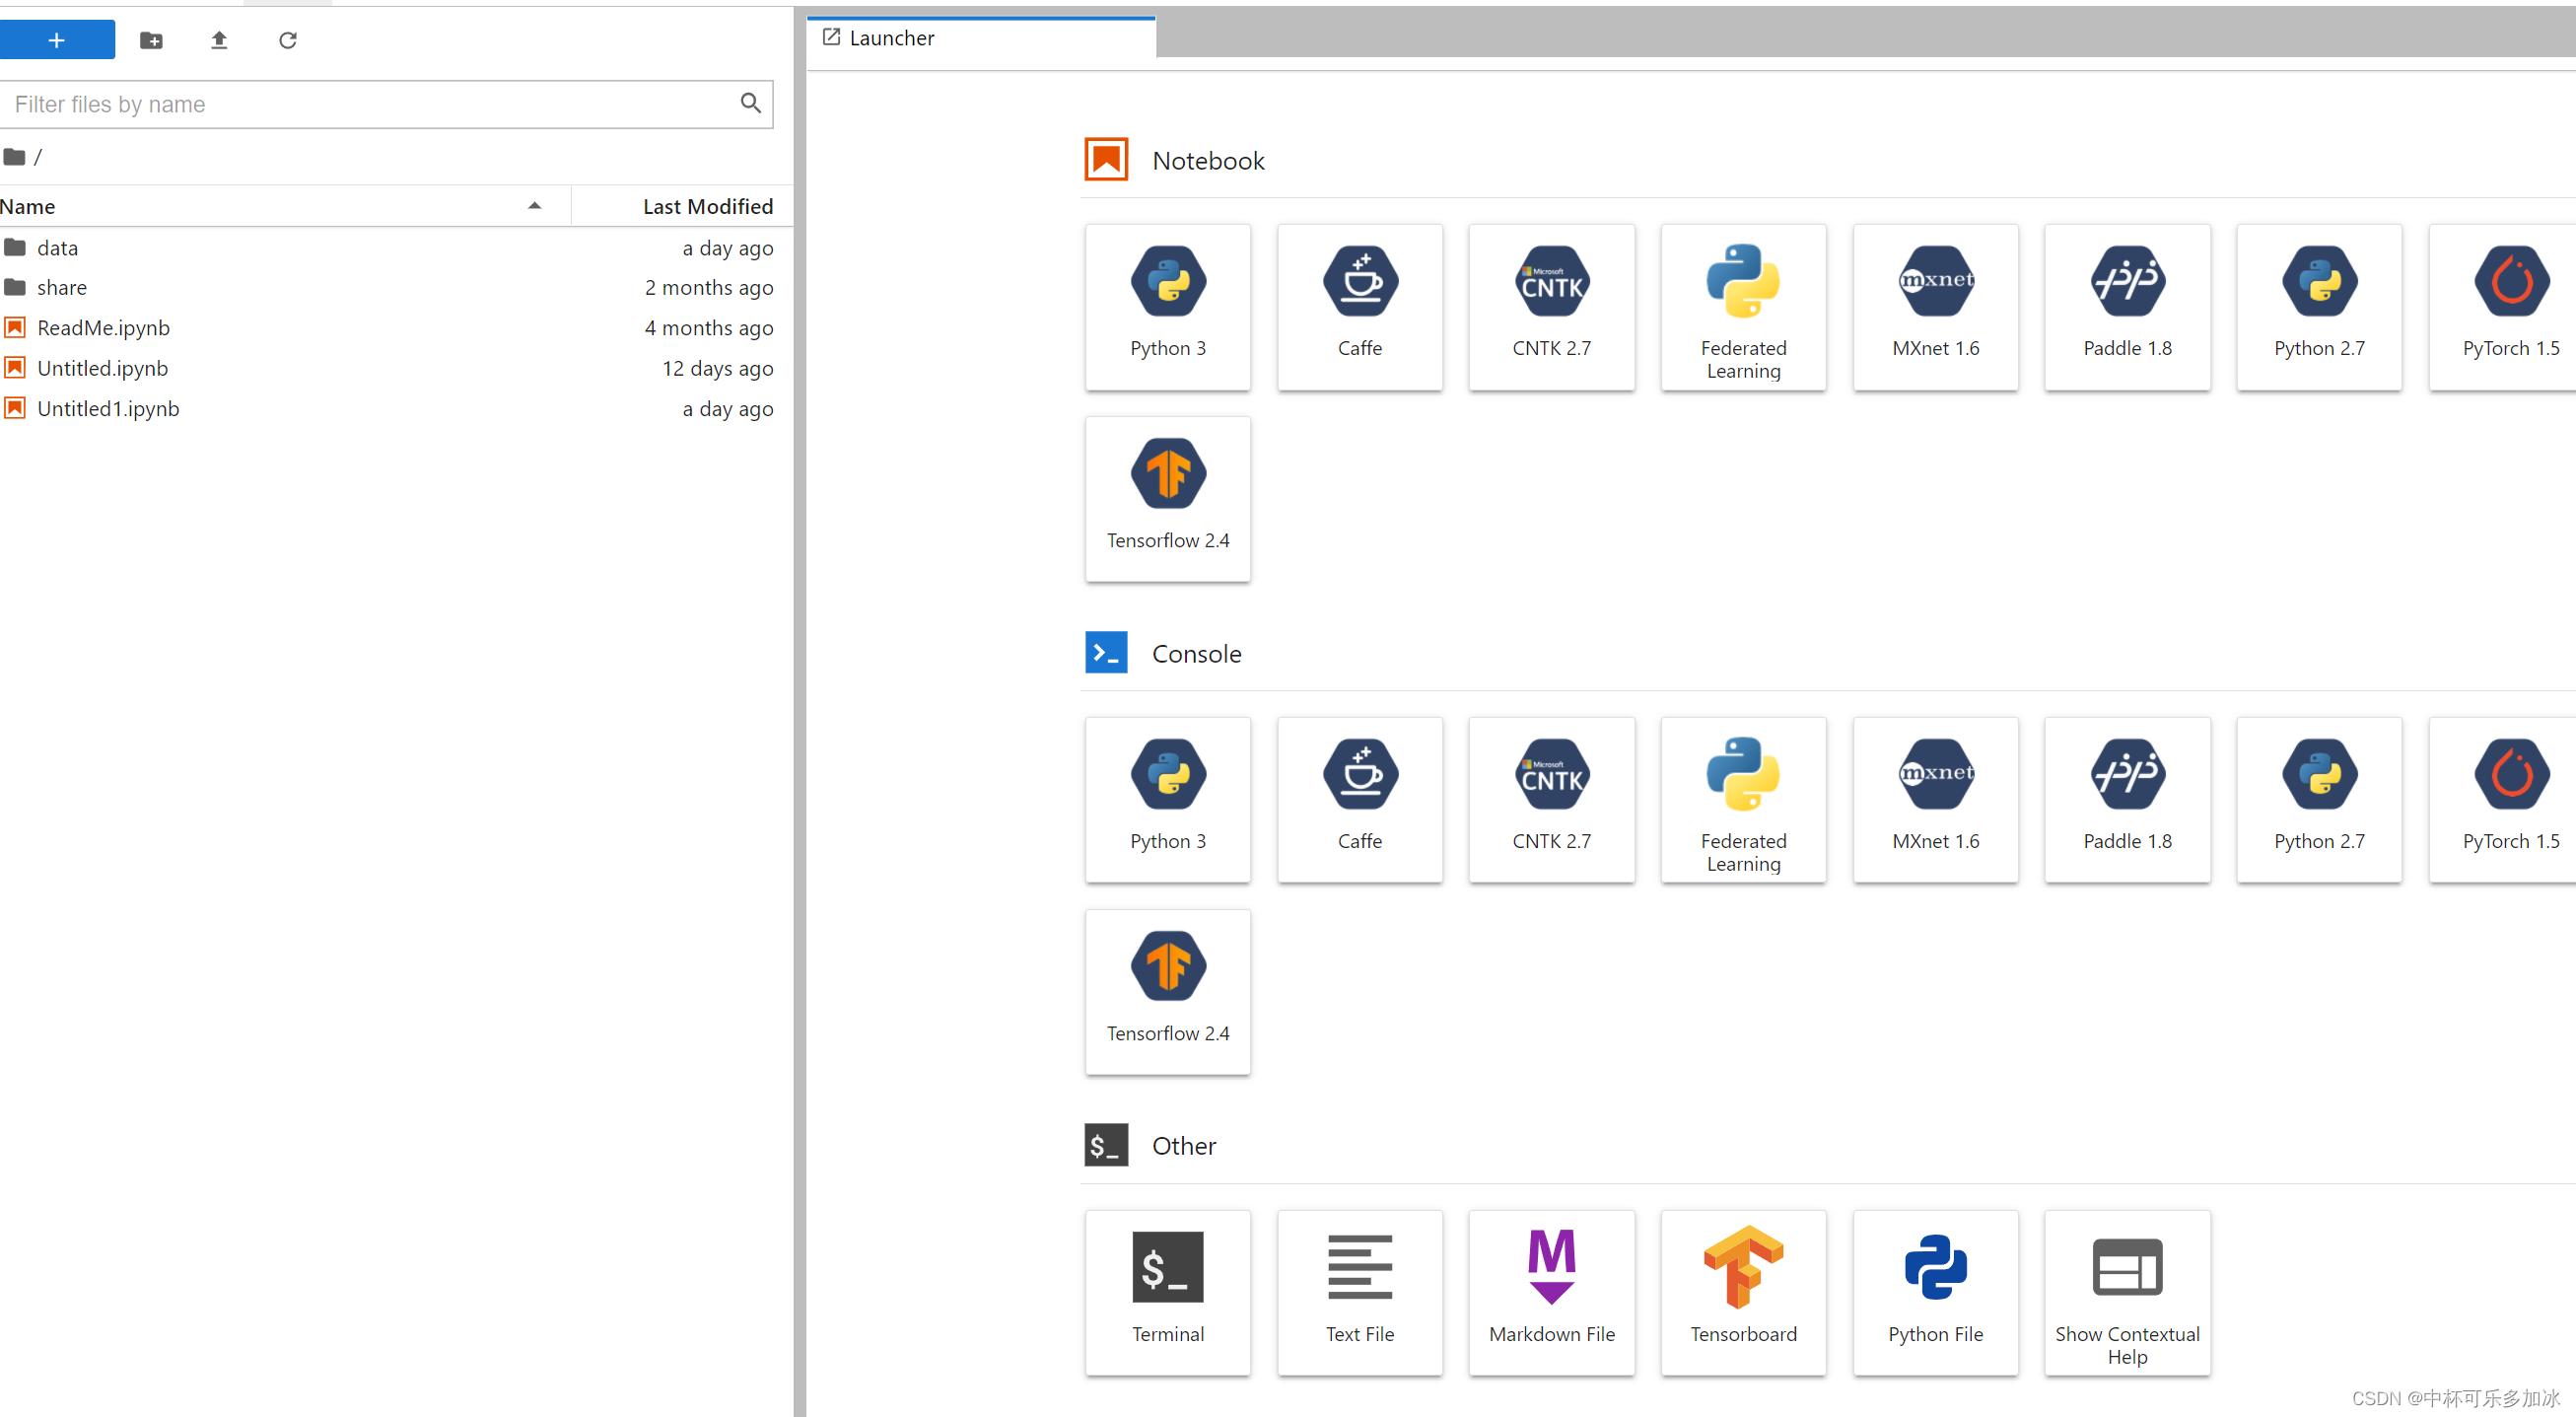 Launcher
Filter files by name
/
Name Last Modified
data a day ago
share 2 months ago
ReadMe.ipynb 4 months ago
Untitled.ipynb 12 days ago
Untitled1.ipynb a day ago
Notebook
Microsoft
CNTK
mxnet
Python 3 Caffe CNTK 2.7 Federated Learning MXnet 1.6 Paddle 1.8 Python 2.7 PyTorch 1.5
Tensorflow 2.4
Console
Microsoft
CNTK
mxnet
Python 3 Caffe CNTK 2.7 Federated Learning MXnet 1.6 Paddle 1.8 Python 2.7 PyTorch 1.5
Tensorflow 2.4
$_ Other
$_
M
Terminal Text File Markdown File Tensorboard Python File Show Contextual Help
CSDN @中杯可乐多加冰